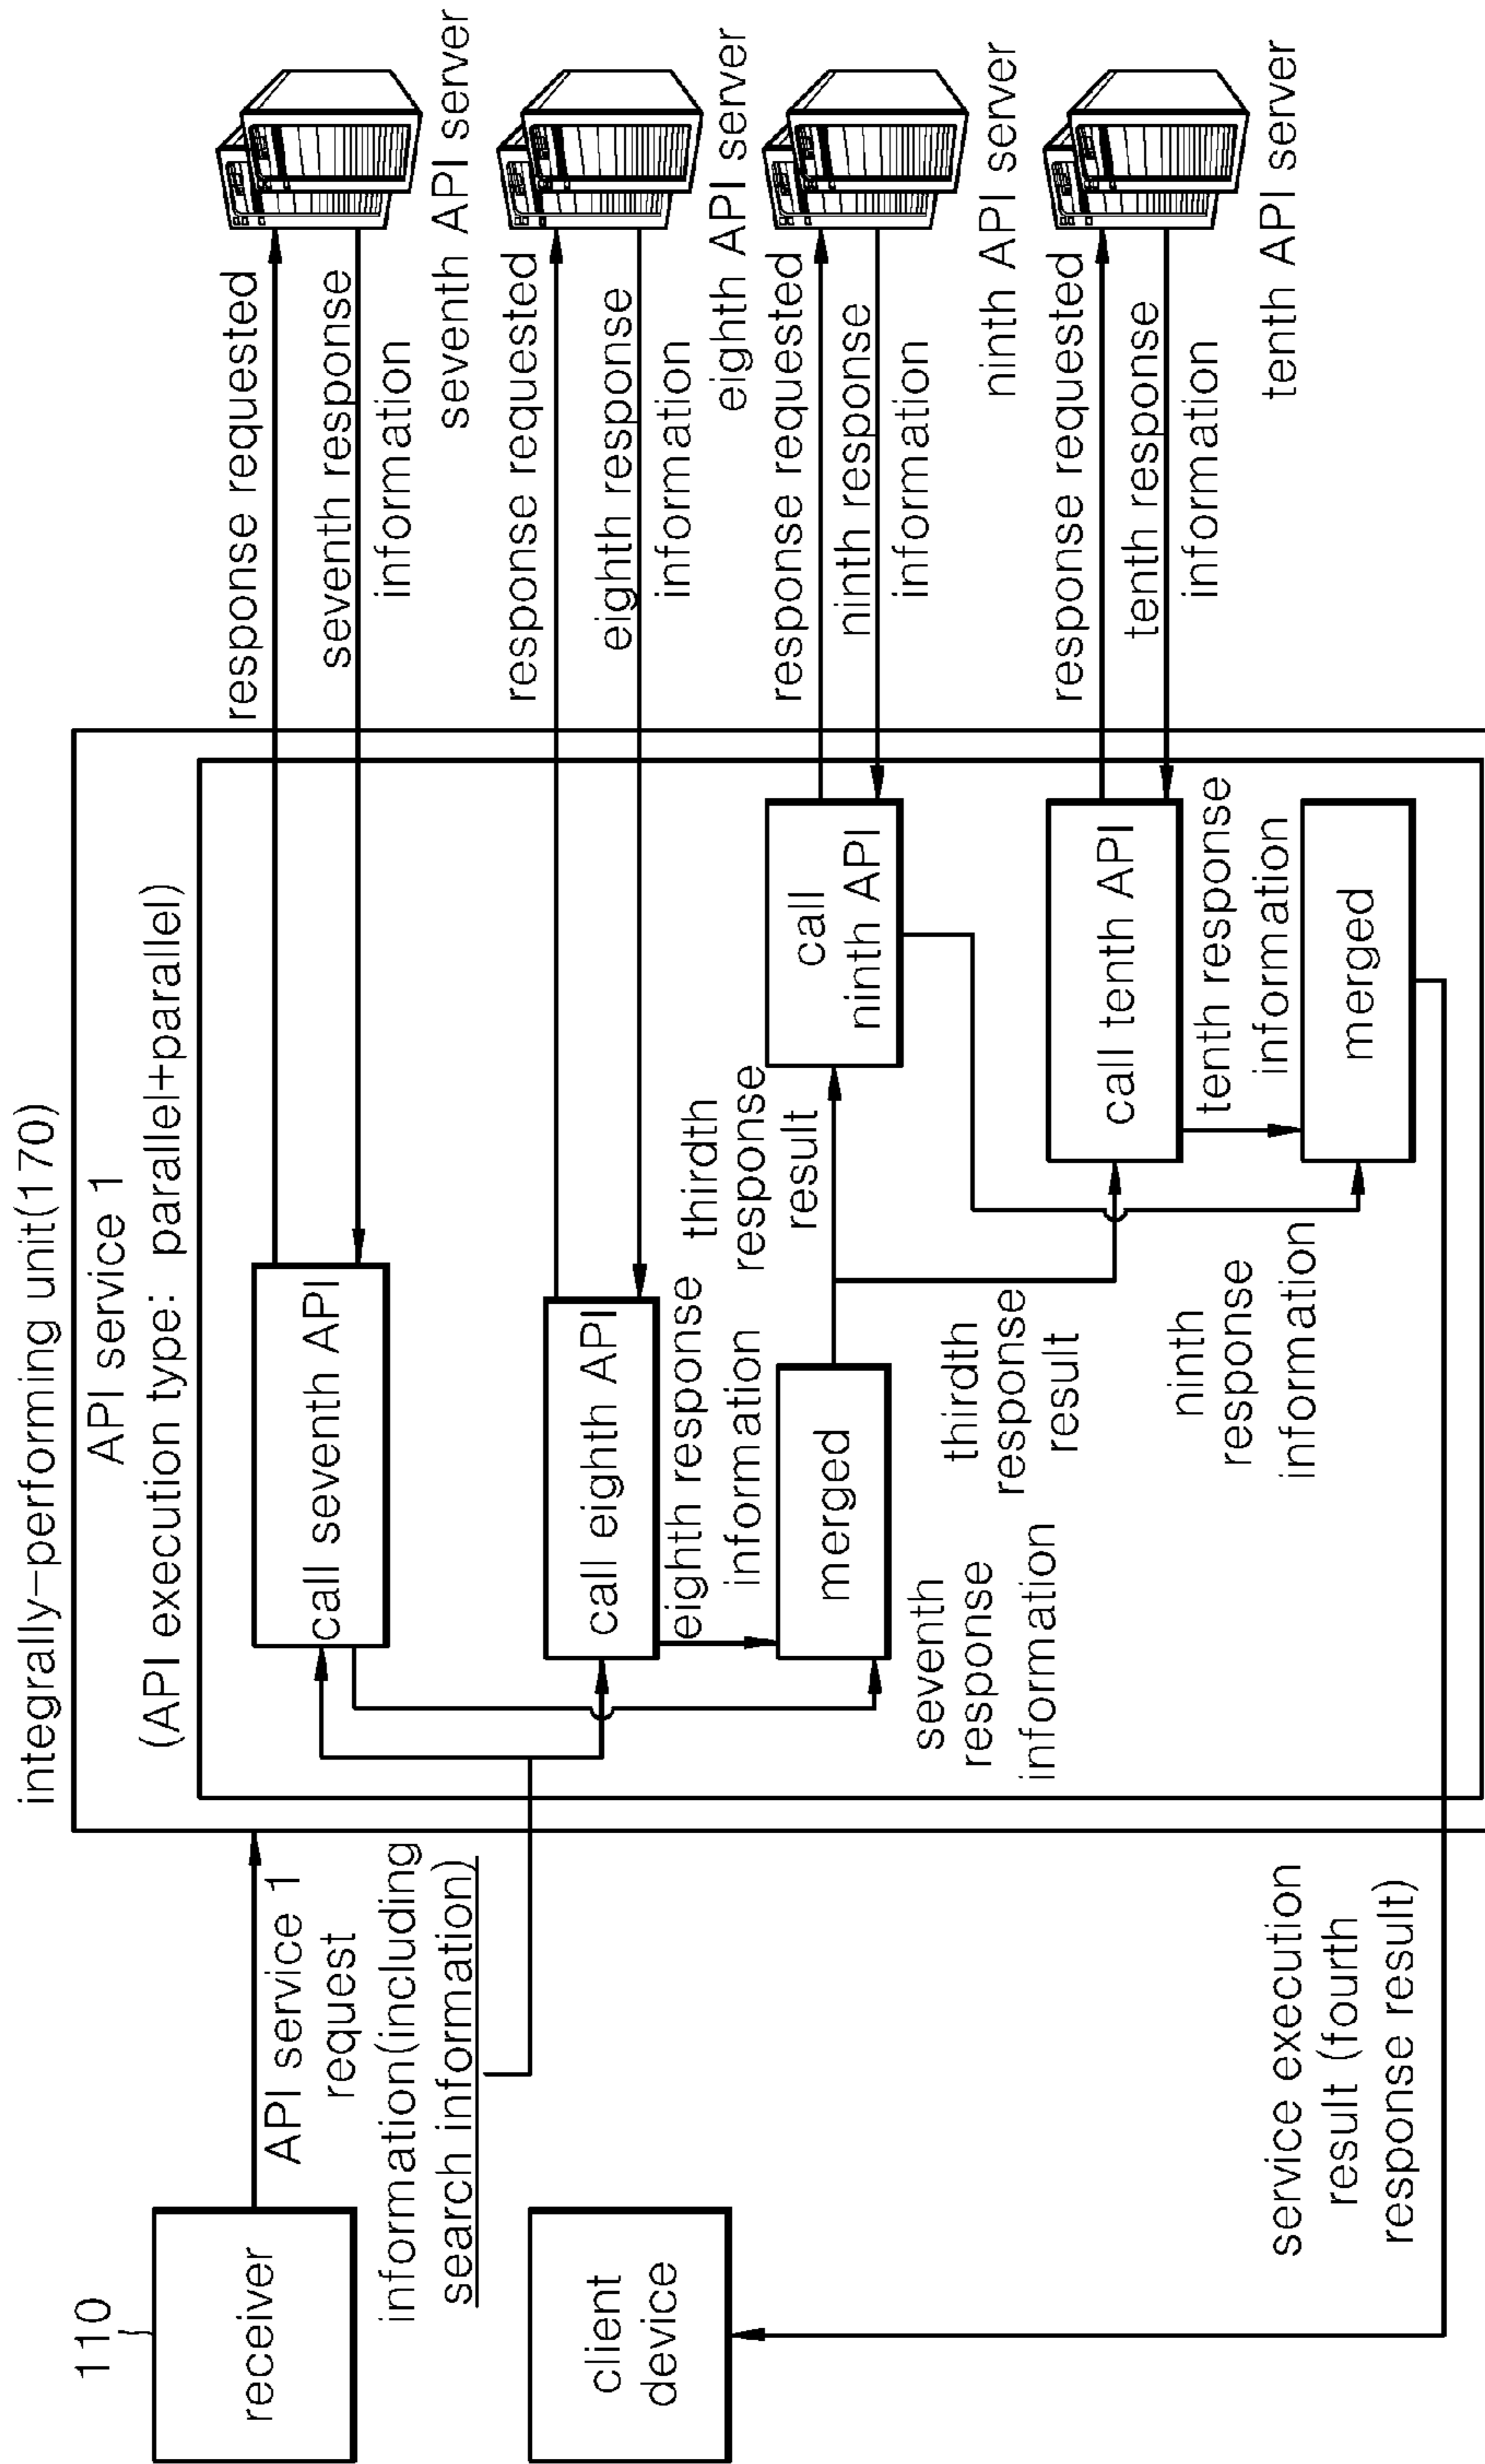 integrally-performing unit(170)
API service 1
(API execution type: parallel+parallel)
110
receiver
API service 1
request
information(including
search information)
client
device
service execution
result (fourth
response result)
call seventh API
call eighth API
eighth response
information
merged
seventh
response
information
thirdth
response
result
thirdth
response
result
call
ninth API
call tenth API
tenth response
information
merged
ninth
response
information
response requested
seventh response
information
seventh API server
response requested
eighth response
information
eighth API server
response requested
ninth response
information
ninth API server
response requested
tenth response
information
tenth API server